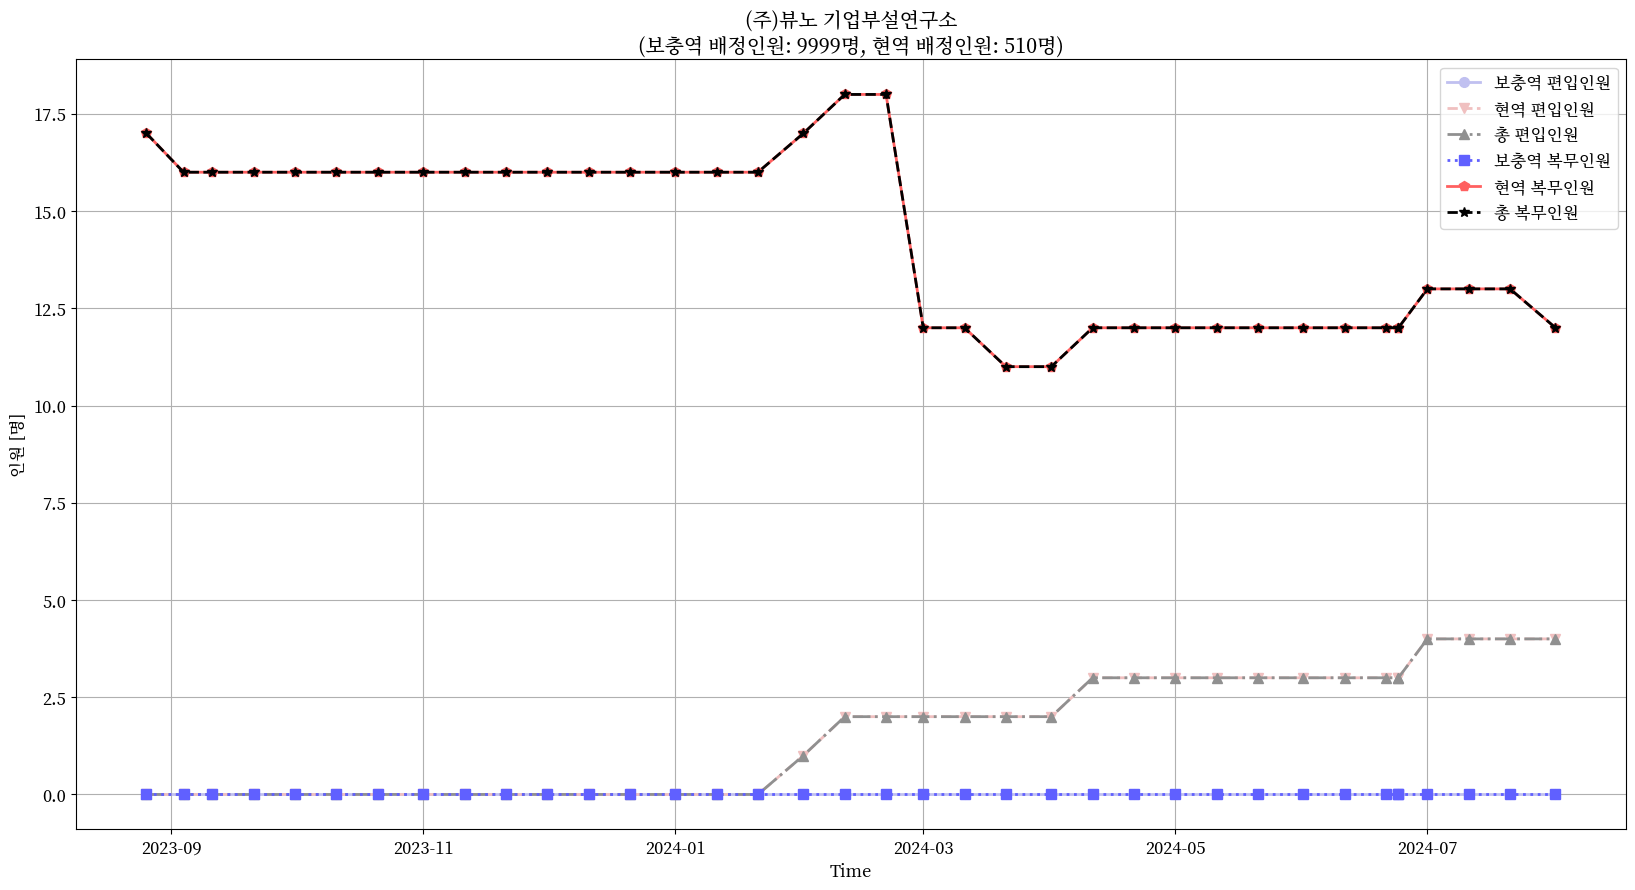 (주)뷰노 기업부설연구소
(보충역 배정인원: 9999명, 현역 배정인원: 510명)
보충역 편입인원
현역 편입인원
총 편입인원
보충역 복무인원
현역 복무인원
총 복무인원
17.5
15.0
12.5
10.0
7.5
5.0
2.5
0.0
인원 [명]
2023-09 2023-11 2024-01 2024-03 2024-05 2024-07
Time